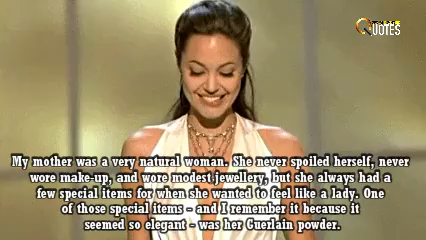 QUOTES
My mother was a very natural woman. She never spoiled herself, never
wore make-up, and wore modest jewellery, but she always had a
few special items for when she wanted to feel like a lady. One
of those special items - and I remember it because it
seemed so elegant - was her Guerlain powder.